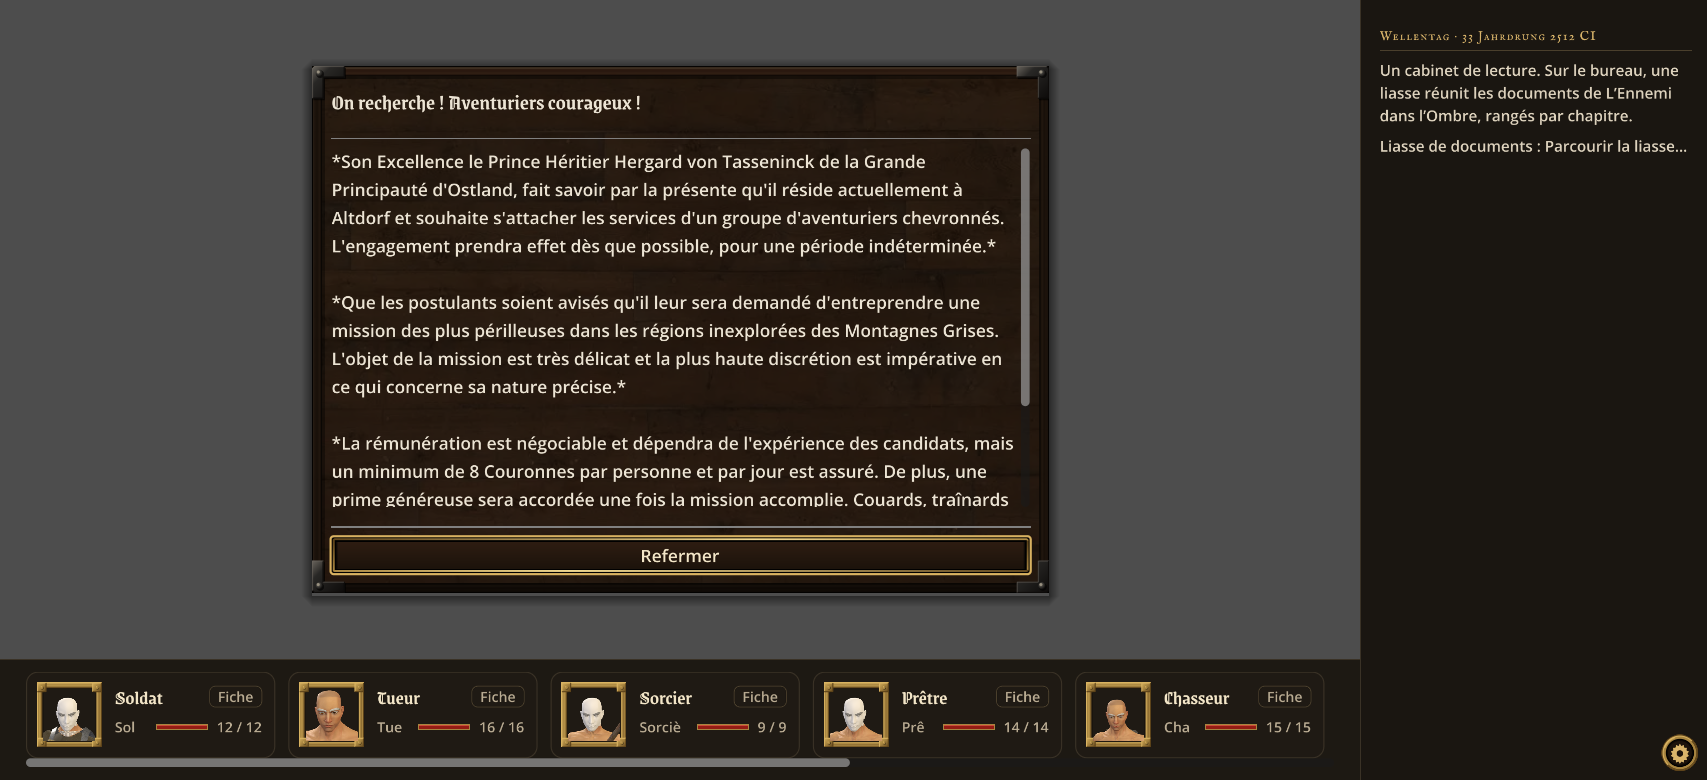 On recherche ! Aventuriers courageux !
*Son Excellence le Prince Héritier Hergard von Tasseninck de la Grande
Principauté d'Ostland, fait savoir par la présente qu'il réside actuellement à
Altdorf et souhaite s'attacher les services d'un groupe d'aventuriers chevronnés.
L'engagement prendra effet dès que possible, pour une période indéterminée.*
*Que les postulants soient avisés qu'il leur sera demandé d'entreprendre une
mission des plus périlleuses dans les régions inexplorées des Montagnes Grises.
L'objet de la mission est très délicat et la plus haute discrétion est impérative en
ce qui concerne sa nature précise.*
*La rémunération est négociable et dépendra de l'expérience des candidats, mais
un minimum de 8 Couronnes par personne et par jour est assuré. De plus, une
prime généreuse sera accordée une fois la mission accomplie. Couards, traînards
Refermer
Wellentag · 33 Jahrdrung 2512 CI
Un cabinet de lecture. Sur le bureau, une
liasse réunit les documents de L'Ennemi
dans l'Ombre, rangés par chapitre.
Liasse de documents : Parcourir la liasse...
Soldat Fiche
Sol 12 / 12
Tueur Fiche
Tue 16 / 16
Sorcier Fiche
Sorciè 9 / 9
Prêtre Fiche
Prê 14 / 14
Chasseur Fiche
Cha 15 / 15